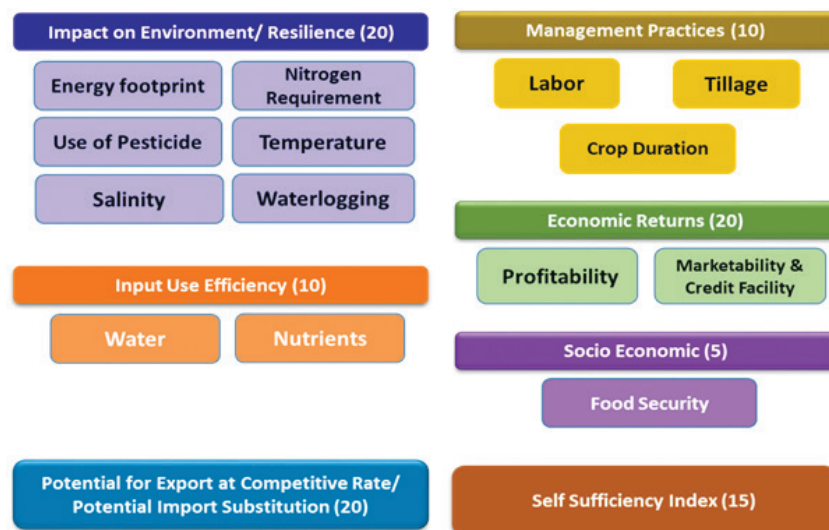 Impact on Environment/ Resilience (20)
Energy footprint
Nitrogen
Requirement
Use of Pesticide
Temperature
Salinity
Waterlogging
Input Use Efficiency (10)
Water
Nutrients
Potential for Export at Competitive Rate/
Potential Import Substitution (20)
Management Practices (10)
Labor
Tillage
Crop Duration
Economic Returns (20)
Profitability
Marketability &
Credit Facility
Socio Economic (5)
Food Security
Self Sufficiency Index (15)